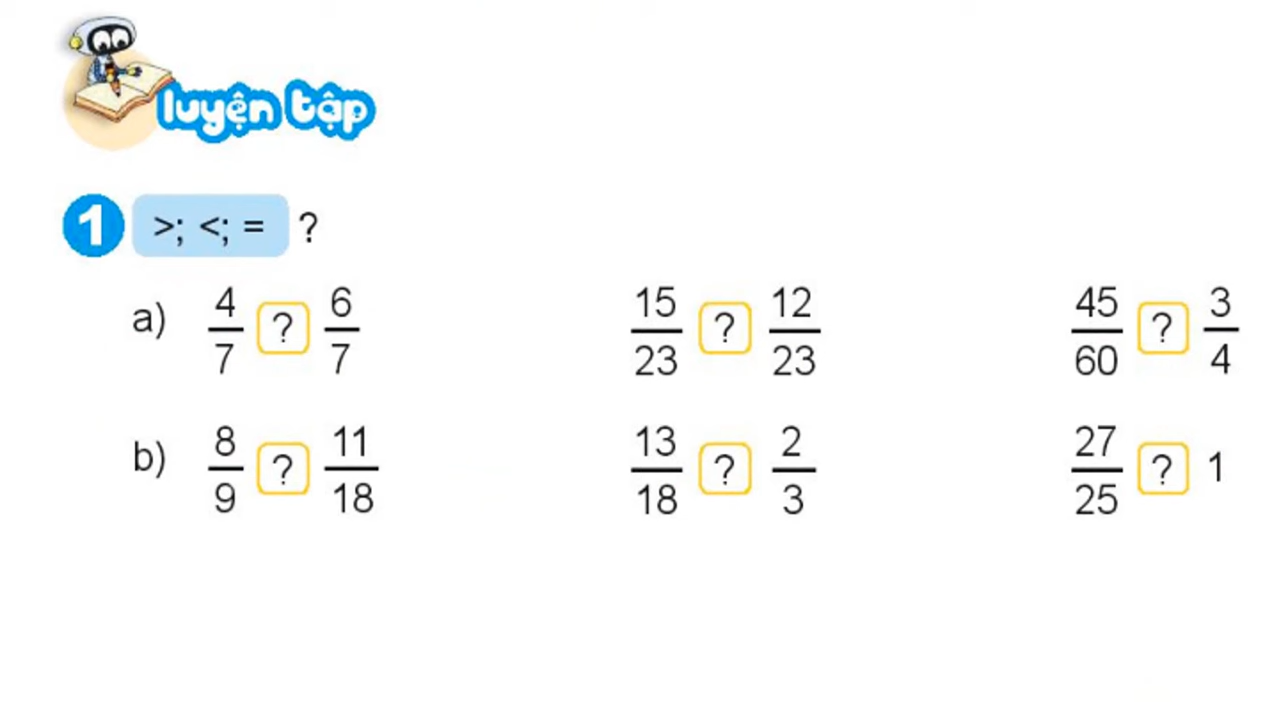 luyện tập
1 >; <; = ?
a) 4/7 ? 6/7 15/23 ? 12/23 45/60 ? 3/4
b) 8/9 ? 11/18 13/18 ? 2/3 27/25 ? 1